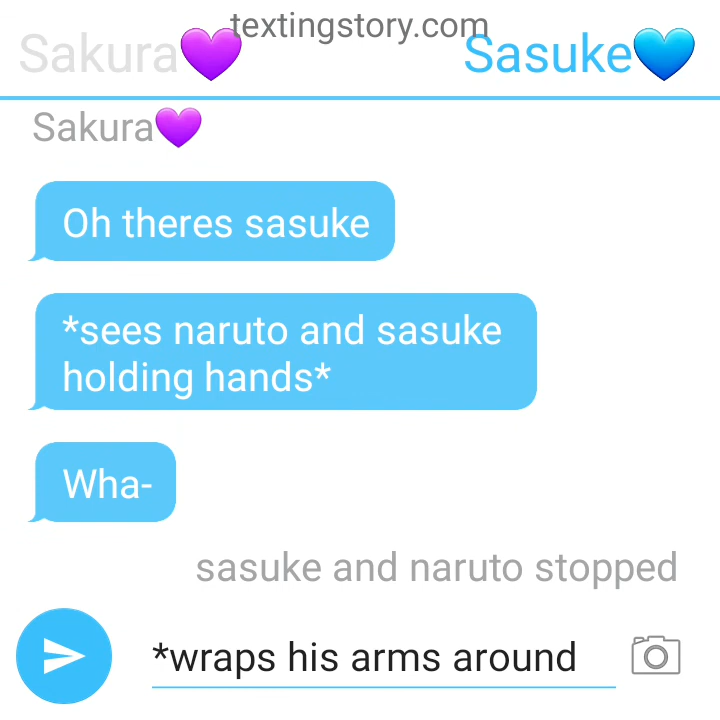 textingstory.com
Sakura💜 Sasuke💙
Sakura💜
Oh theres sasuke
*sees naruto and sasuke
holding hands*
Wha-
sasuke and naruto stopped
*wraps his arms around